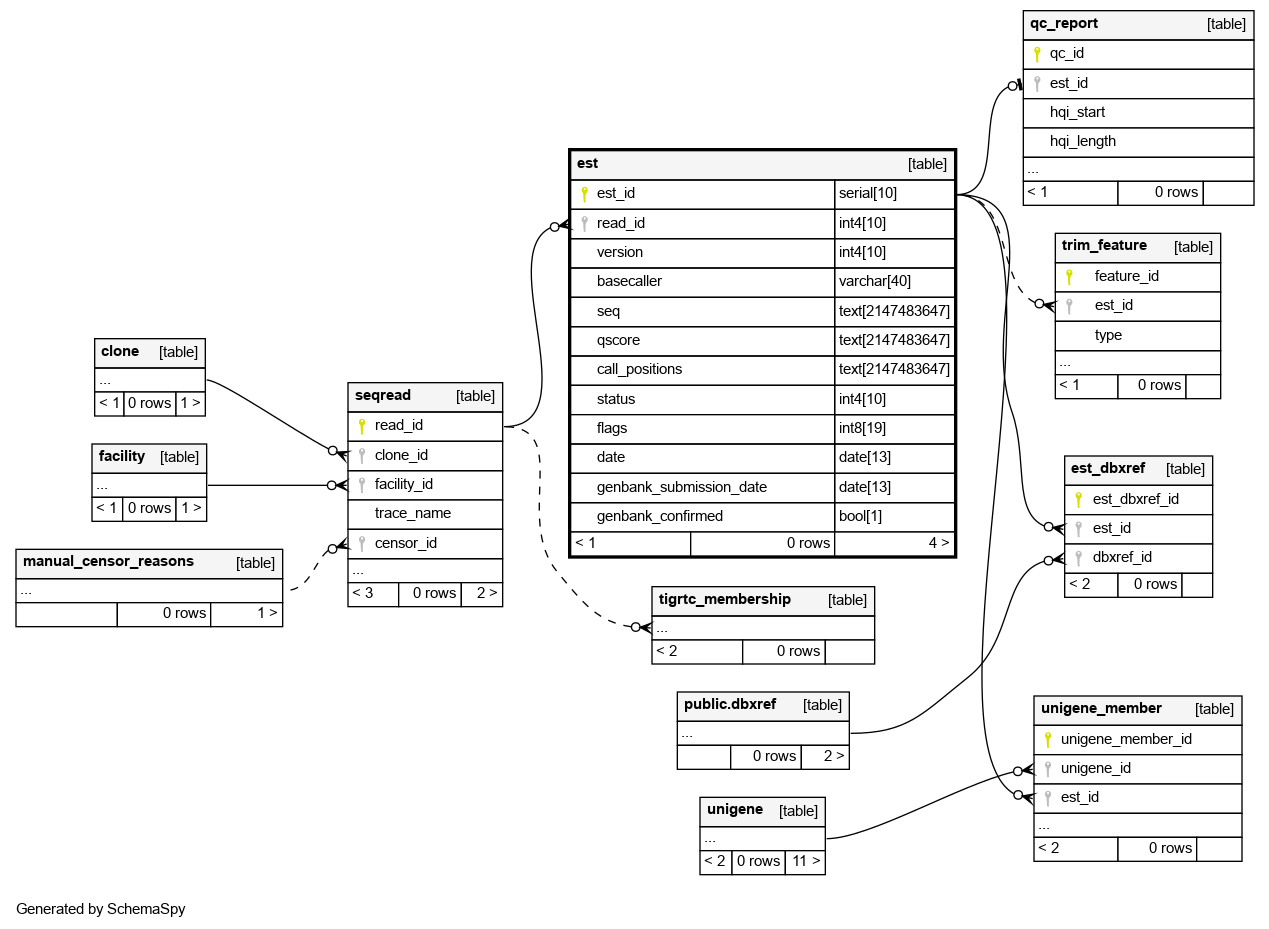 qc_report [table]
qc_id
est_id
hqi_start
hqi_length
...
< 1 0 rows
est [table]
est_id serial[10]
read_id int4[10]
version int4[10]
basecaller varchar[40]
seq text[2147483647]
qscore text[2147483647]
call_positions text[2147483647]
status int4[10]
flags int8[19]
date date[13]
genbank_submission_date date[13]
genbank_confirmed bool[1]
< 1 0 rows 4 >
trim_feature [table]
feature_id
est_id
type
...
< 1 0 rows
clone [table]
...
< 1 0 rows 1 >
facility [table]
...
< 1 0 rows 1 >
manual_censor_reasons [table]
...
0 rows 1 >
seqread [table]
read_id
clone_id
facility_id
trace_name
censor_id
...
< 3 0 rows 2 >
est_dbxref [table]
est_dbxref_id
est_id
dbxref_id
< 2 0 rows
tigrtc_membership [table]
...
< 2 0 rows
public.dbxref [table]
...
0 rows 2 >
unigene_member [table]
unigene_member_id
unigene_id
est_id
...
< 2 0 rows
unigene [table]
...
< 2 0 rows 11 >
Generated by SchemaSpy